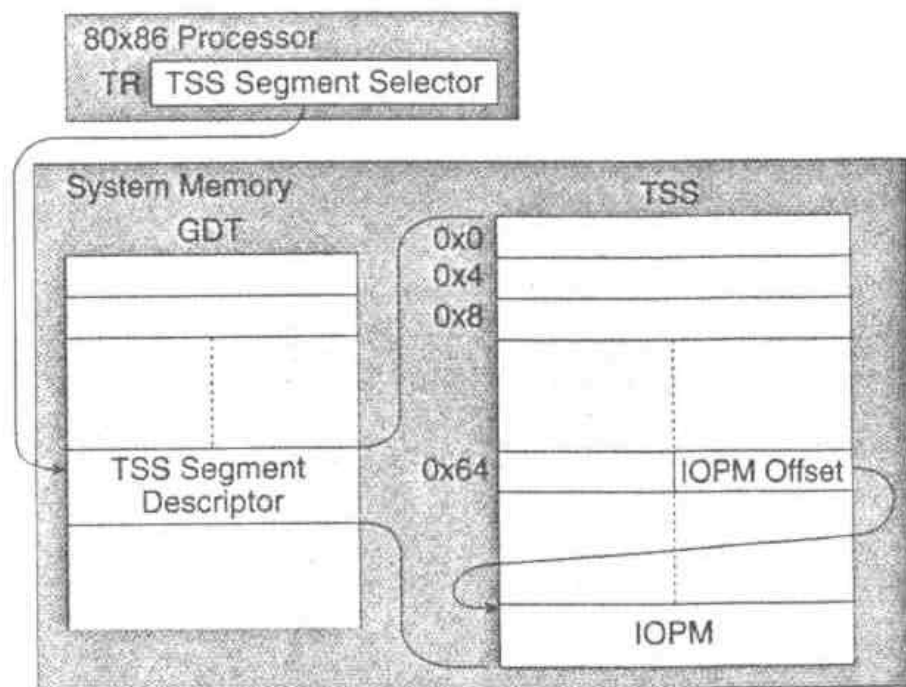 80x86 Processor
TR TSS Segment Selector
System Memory
GDT
TSS
0x0
0x4
0x8
TSS Segment
Descriptor
0x64
IOPM Offset
IOPM